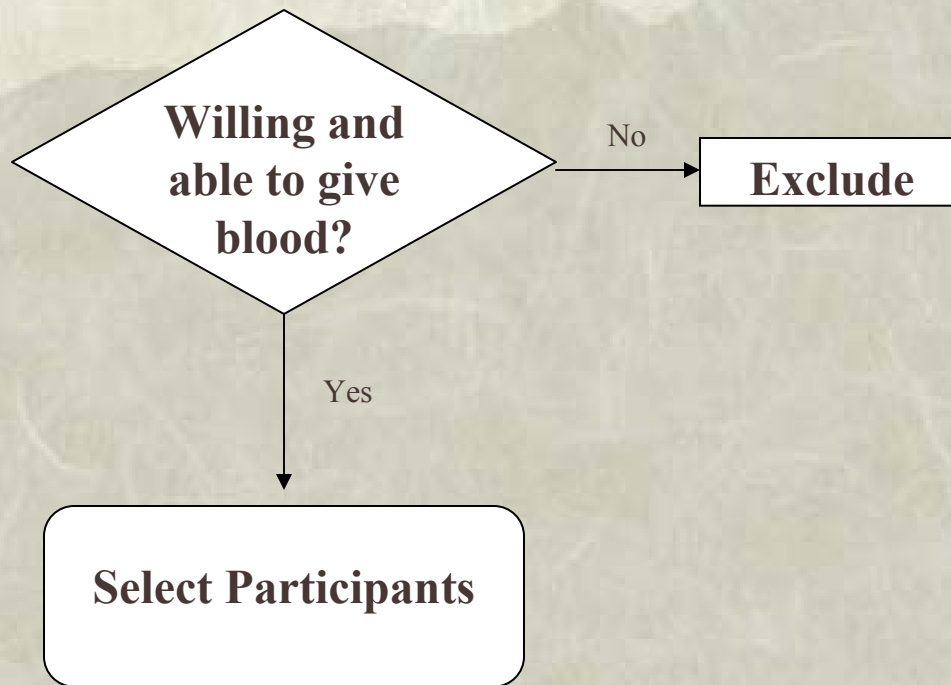 Willing and
able to give
blood?
No
Exclude
Yes
Select Participants